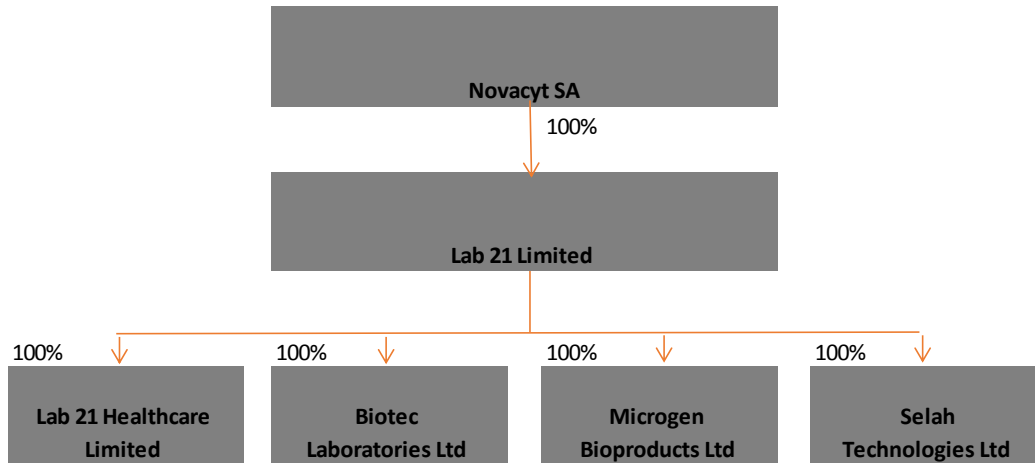 Novacyt SA
100%
Lab 21 Limited
100%
100%
100%
100%
Lab 21 Healthcare
Limited
Biotec
Laboratories Ltd
Microgen
Bioproducts Ltd
Selah
Technologies Ltd